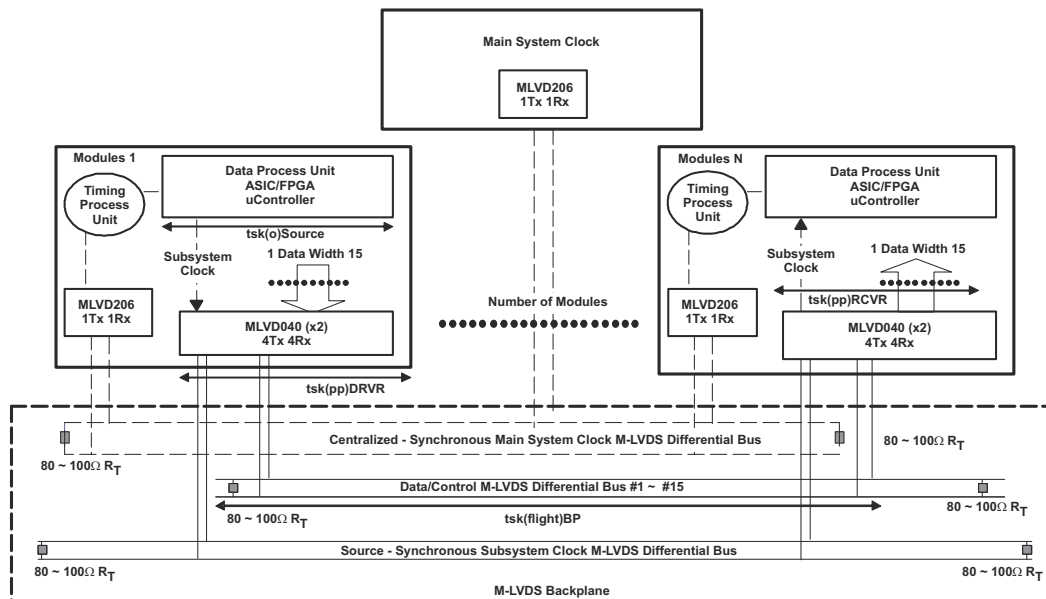 Main System Clock
MLVD206
1Tx 1Rx
Modules 1
Timing
Process
Unit
Data Process Unit
ASIC/FPGA
uController
tsk(o)Source
Subsystem
Clock
1 Data Width 15
MLVD206
1Tx 1Rx
MLVD040 (x2)
4Tx 4Rx
tsk(pp)DRVR
Number of Modules
Modules N
Timing
Process
Unit
Data Process Unit
ASIC/FPGA
uController
Subsystem
Clock
1 Data Width 15
tsk(pp)RCVR
MLVD206
1Tx 1Rx
MLVD040 (x2)
4Tx 4Rx
Centralized - Synchronous Main System Clock M-LVDS Differential Bus
80 ~ 100Ω RT
80 ~ 100Ω RT
Data/Control M-LVDS Differential Bus #1 ~ #15
80 ~ 100Ω RT
tsk(flight)BP
80 ~ 100Ω RT
Source - Synchronous Subsystem Clock M-LVDS Differential Bus
80 ~ 100Ω RT
80 ~ 100Ω RT
M-LVDS Backplane